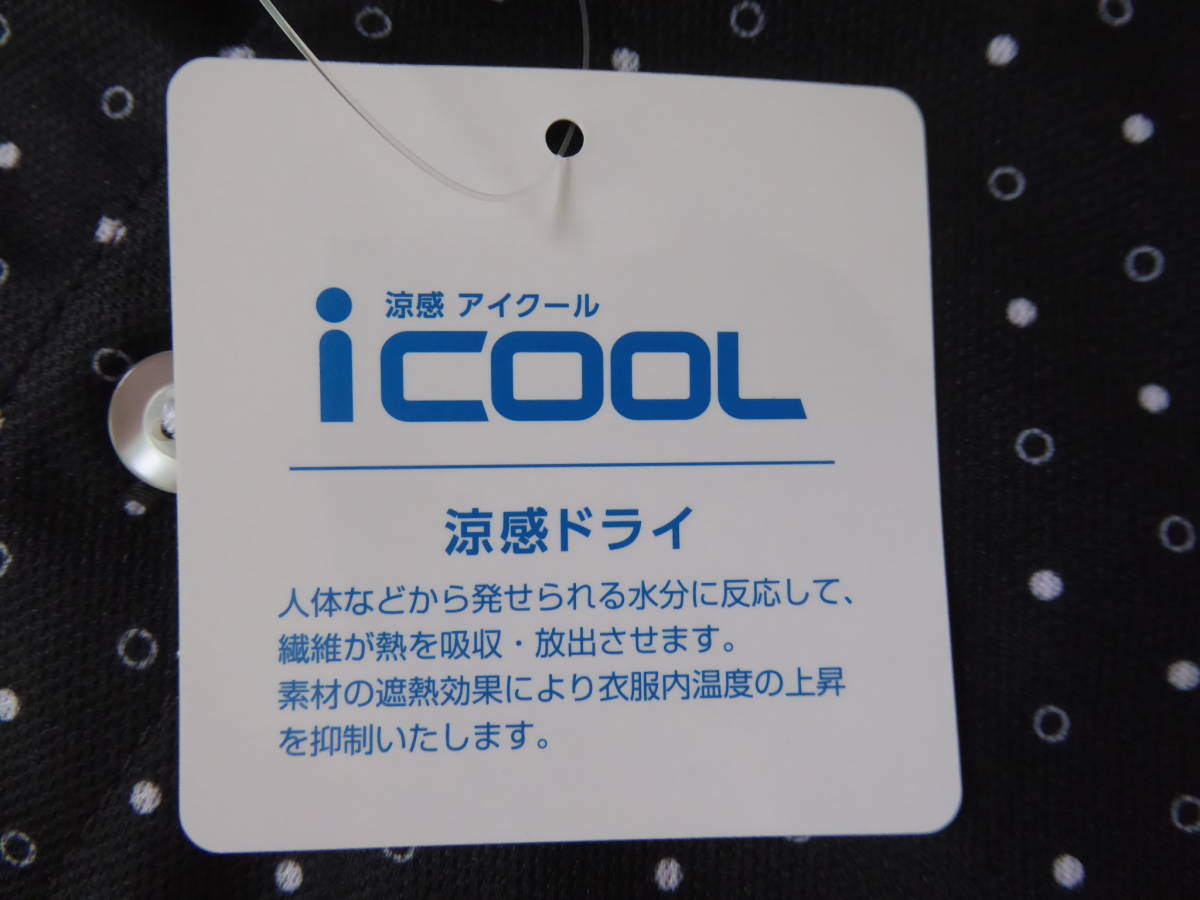 涼感 アイクール
i COOL
涼感ドライ
人体などから発せられる水分に反応して、
繊維が熱を吸収・放出させます。
素材の遮熱効果により衣服内温度の上昇
を抑制いたします。